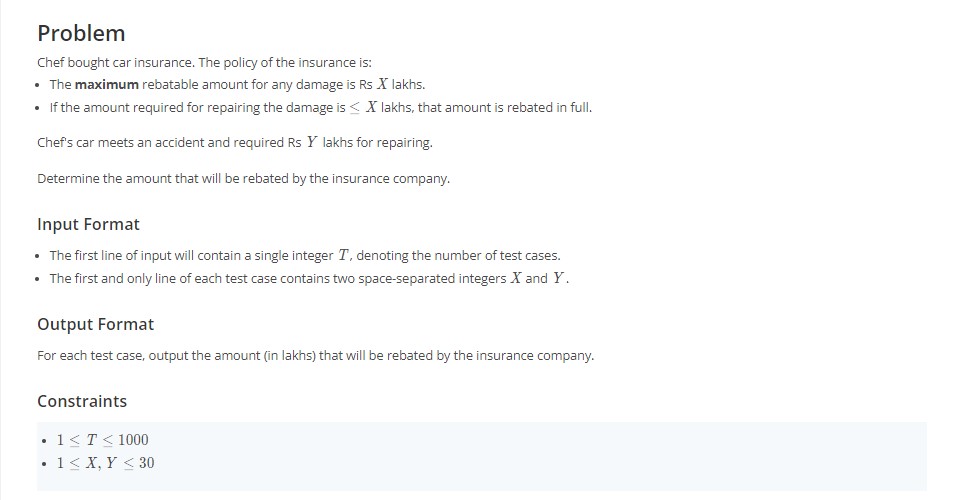 Problem
Chef bought car insurance. The policy of the insurance is:
• The maximum rebatable amount for any damage is Rs X lakhs.
• If the amount required for repairing the damage is ≤ X lakhs, that amount is rebated in full.
Chef's car meets an accident and required Rs Y lakhs for repairing.
Determine the amount that will be rebated by the insurance company.
Input Format
• The first line of input will contain a single integer T, denoting the number of test cases.
• The first and only line of each test case contains two space-separated integers X and Y.
Output Format
For each test case, output the amount (in lakhs) that will be rebated by the insurance company.
Constraints
• 1 ≤ T ≤ 1000
• 1 ≤ X, Y ≤ 30